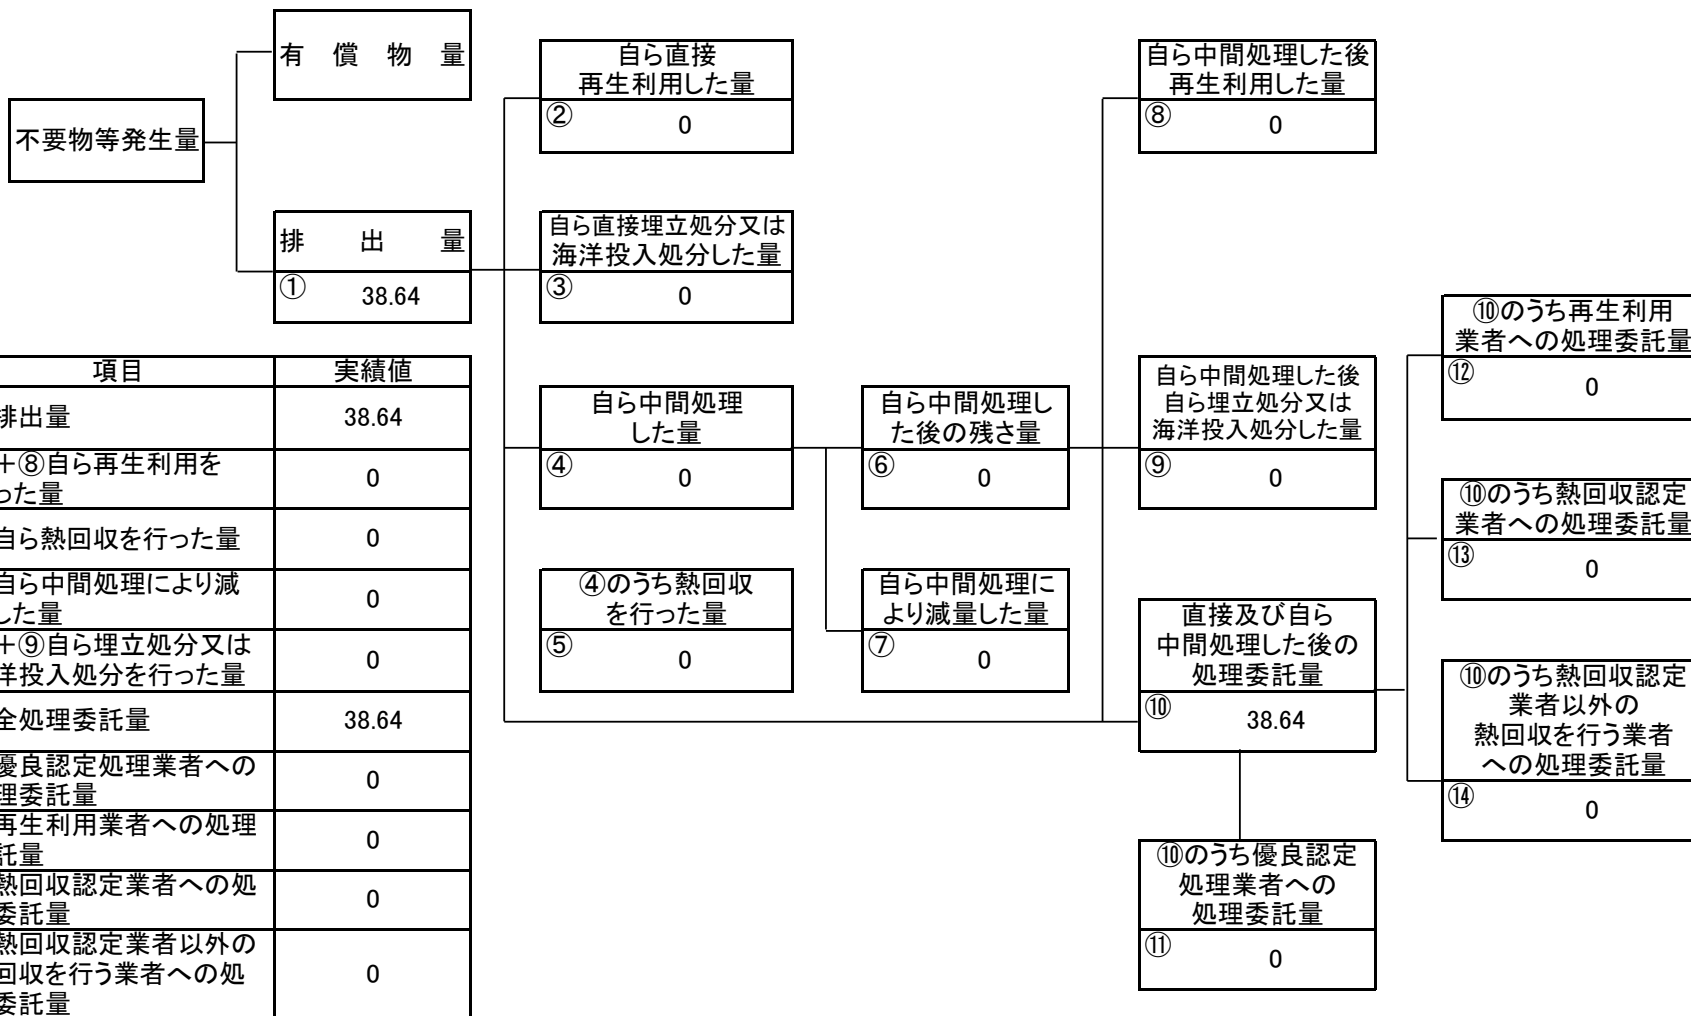 有償物量
不要物等発生量
排出量
① 38.64
自ら直接
再生利用した量
② 0
自ら直接埋立処分又は
海洋投入処分した量
③ 0
自ら中間処理
した量
④ 0
④のうち熱回収
を行った量
⑤ 0
自ら中間処理し
た後の残さ量
⑥ 0
自ら中間処理に
より減量した量
⑦ 0
自ら中間処理した後
再生利用した量
⑧ 0
自ら中間処理した後
自ら埋立処分又は
海洋投入処分した量
⑨ 0
直接及び自ら
中間処理した後の
処理委託量
⑩ 38.64
⑩のうち優良認定
処理業者への
処理委託量
⑪ 0
⑩のうち再生利用
業者への処理委託量
⑫ 0
⑩のうち熱回収認定
業者への処理委託量
⑬ 0
⑩のうち熱回収認定
業者以外の
熱回収を行う業者
への処理委託量
⑭ 0
項目 実績値
排出量 38.64
+⑧自ら再生利用を
った量 0
自ら熱回収を行った量 0
自ら中間処理により減
した量 0
+⑨自ら埋立処分又は
洋投入処分を行った量 0
全処理委託量 38.64
優良認定処理業者への
理委託量 0
再生利用業者への処理
託量 0
熱回収認定業者への処
委託量 0
熱回収認定業者以外の
回収を行う業者への処
委託量 0